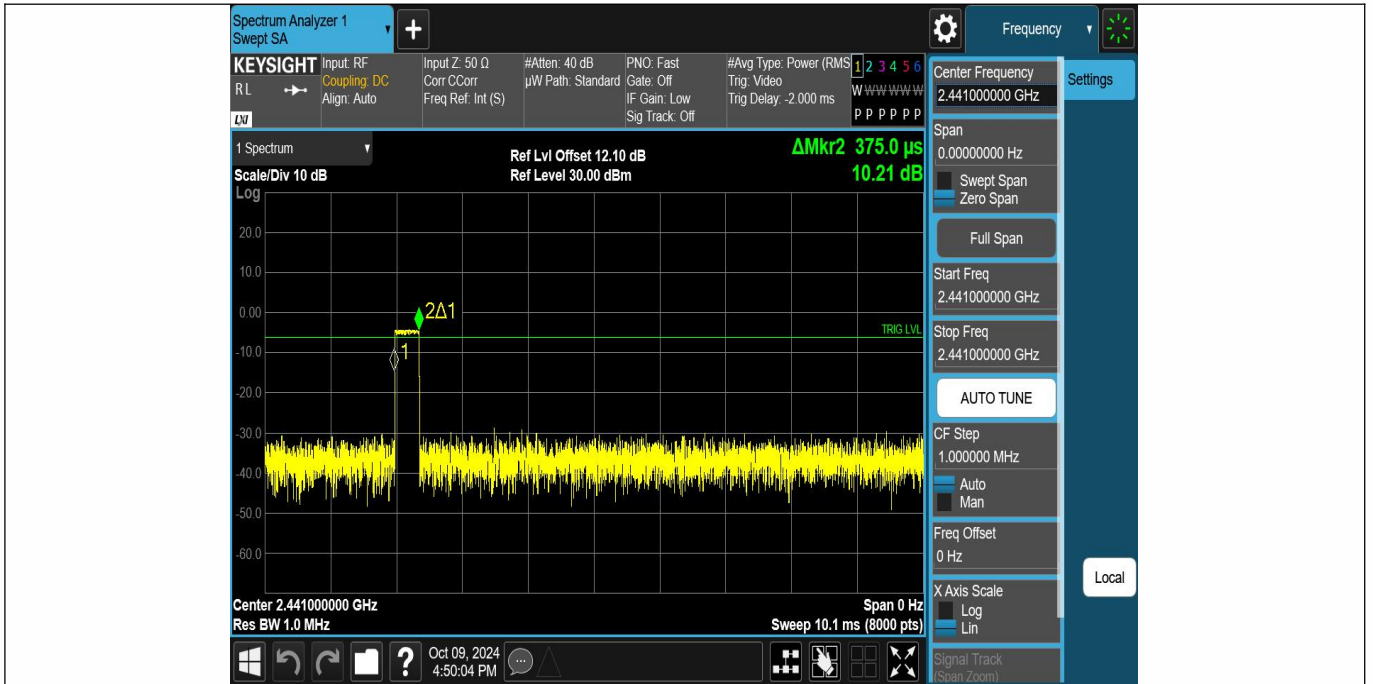 Spectrum Analyzer 1
Swept SA
+
Frequency
KEYSIGHT
R L
LXI
Input: RF
Coupling: DC
Align: Auto
Input Z: 50 Ω
Corr CCorr
Freq Ref: Int (S)
#Atten: 40 dB
µW Path: Standard
PNO: Fast
Gate: Off
IF Gain: Low
Sig Track: Off
#Avg Type: Power (RMS
Trig: Video
Trig Delay: -2.000 ms
1 2 3 4 5 6
W W W W W W
P P P P P P
1 Spectrum
Scale/Div 10 dB
Ref Lvl Offset 12.10 dB
Ref Level 30.00 dBm
ΔMkr2 375.0 µs
10.21 dB
Log
20.0
10.0
0.00
-10.0
-20.0
-30.0
-40.0
-50.0
-60.0
2Δ1
1
TRIG LVL
Center 2.441000000 GHz
Res BW 1.0 MHz
Span 0 Hz
Sweep 10.1 ms (8000 pts)
Center Frequency
2.441000000 GHz
Settings
Span
0.00000000 Hz
Swept Span
Zero Span
Full Span
Start Freq
2.441000000 GHz
Stop Freq
2.441000000 GHz
AUTO TUNE
CF Step
1.000000 MHz
Auto
Man
Freq Offset
0 Hz
X Axis Scale
Log
Lin
Signal Track
(Span Zoom)
Local
?
Oct 09, 2024
4:50:04 PM